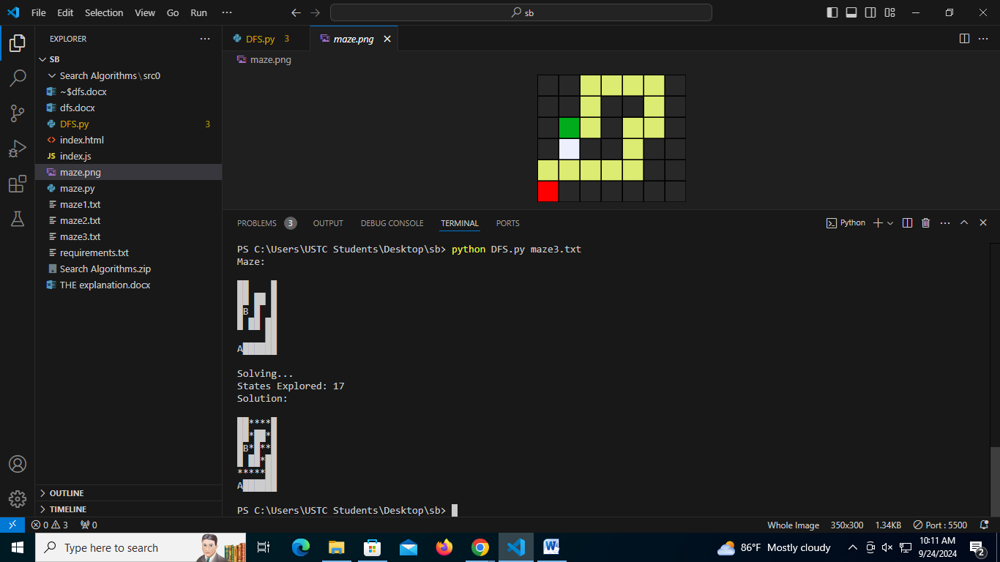 File Edit Selection View Go Run ··· sb
EXPLORER ···
SB
Search Algorithms\src0
~$dfs.docx
dfs.docx
DFS.py 3
index.html
index.js
maze.png
maze.py
maze1.txt
maze2.txt
maze3.txt
requirements.txt
Search Algorithms.zip
THE explanation.docx
OUTLINE
TIMELINE
DFS.py 3 maze.png
maze.png
PROBLEMS 3 OUTPUT DEBUG CONSOLE TERMINAL PORTS Python
PS C:\Users\USTC Students\Desktop\sb> python DFS.py maze3.txt
Maze:
██    █
██ ██ █
█B █  █
█ ██ ██
     ██
A██████
Solving...
States Explored: 17
Solution:
██****█
██*██*█
█B*█**█
█ ██*██
*****██
A██████
PS C:\Users\USTC Students\Desktop\sb>
0 3 0 Whole Image 350x300 1.34KB Port : 5500
Type here to search 86°F Mostly cloudy 10:11 AM
9/24/2024 2